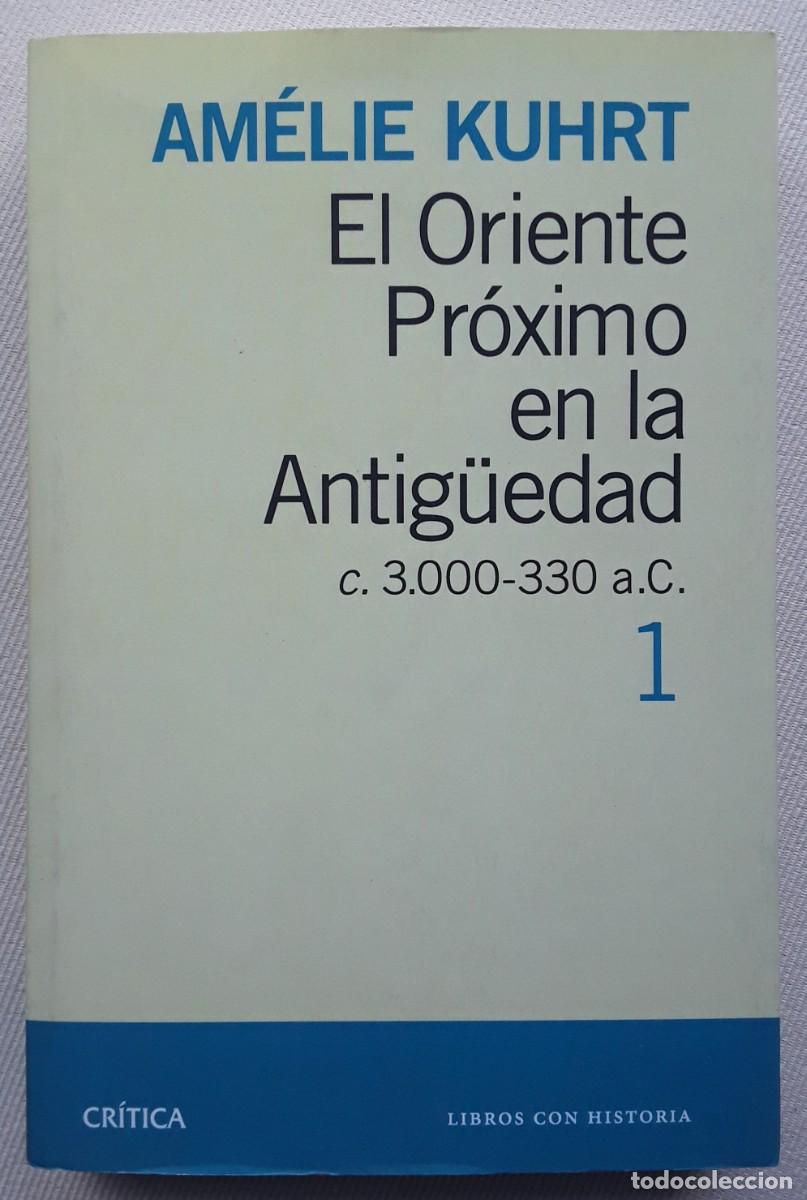 AMÉLIE KUHRT
El Oriente
Próximo
en la
Antigüedad
c. 3.000-330 a.C.
1
CRÍTICA
LIBROS CON HISTORIA
todocoleccion